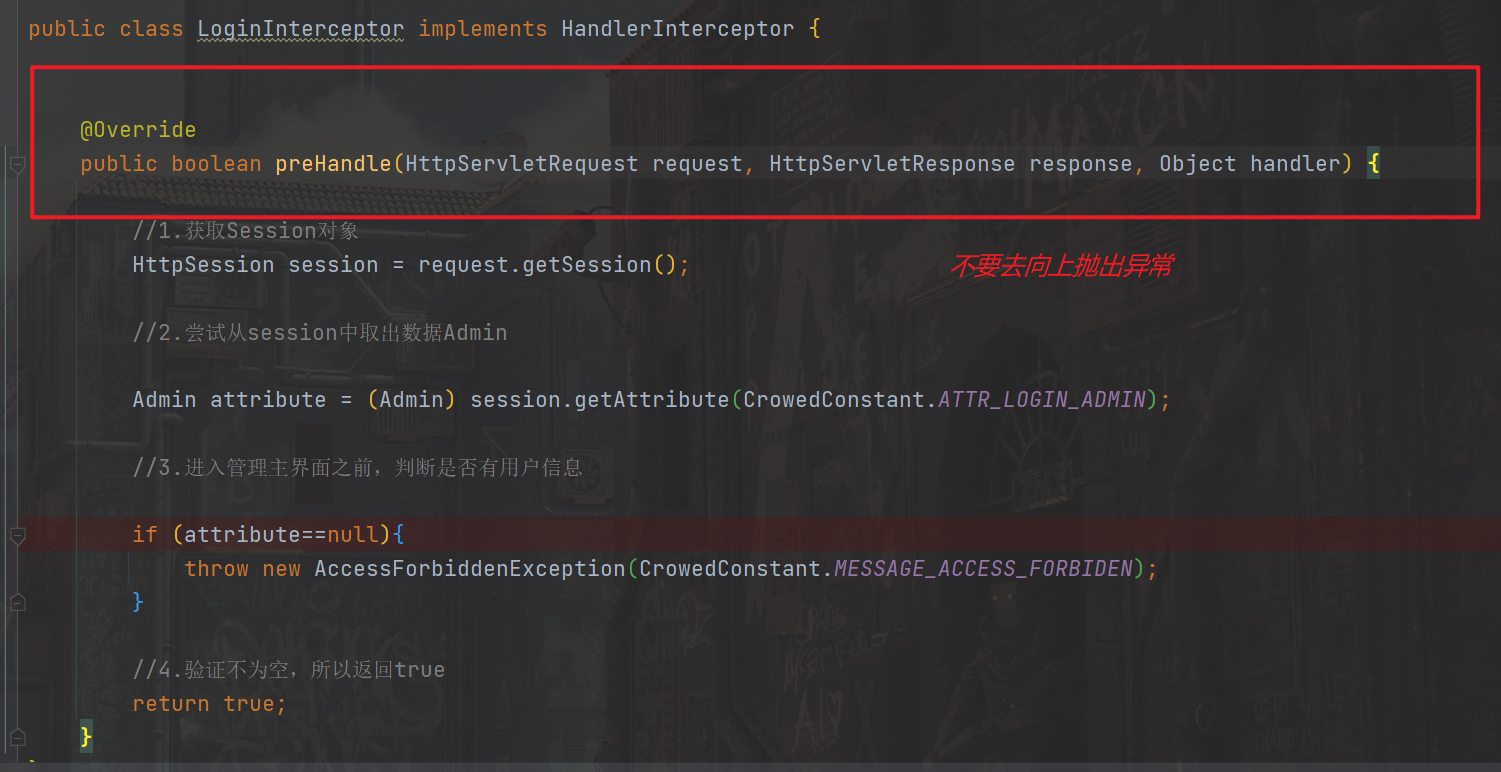 public class LoginInterceptor implements HandlerInterceptor {
@Override
public boolean preHandle(HttpServletRequest request, HttpServletResponse response, Object handler) {
//1.获取Session对象
HttpSession session = request.getSession();
不要去向上抛出异常
//2.尝试从session中取出数据Admin
Admin attribute = (Admin) session.getAttribute(CrowedConstant.ATTR_LOGIN_ADMIN);
//3.进入管理主界面之前，判断是否有用户信息
if (attribute==null){
throw new AccessForbiddenException(CrowedConstant.MESSAGE_ACCESS_FORBIDEN);
}
//4.验证不为空，所以返回true
return true;
}